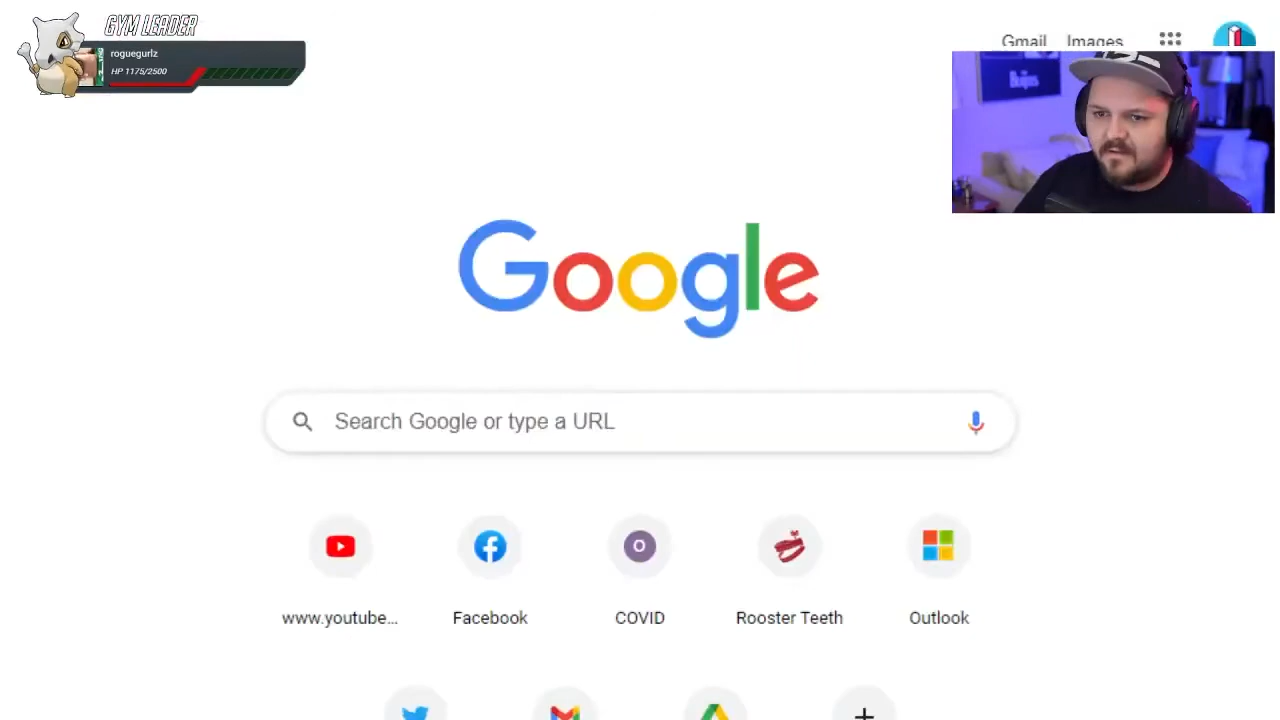 GYM LEADER
roguegurlz
HP 1175/2500
Gmail Images
Google
Search Google or type a URL
www.youtube... Facebook COVID Rooster Teeth Outlook